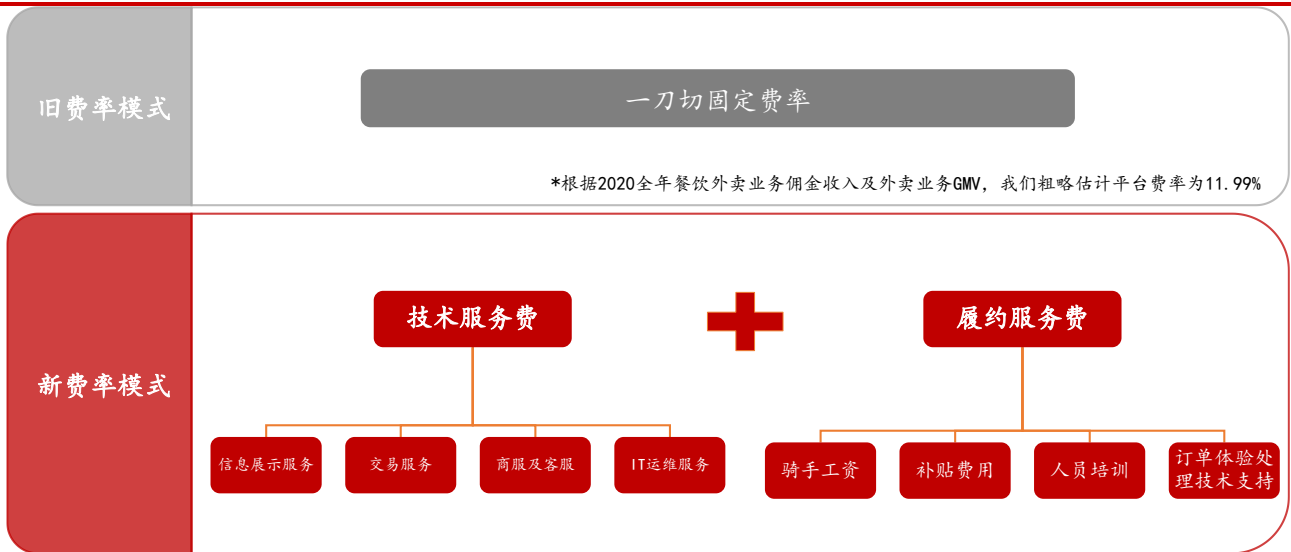 旧费率模式
一刀切固定费率
*根据2020全年餐饮外卖业务佣金收入及外卖业务GMV，我们粗略估计平台费率为11.99%
新费率模式
技术服务费
履约服务费
信息展示服务
交易服务
商服及客服
IT运维服务
骑手工资
补贴费用
人员培训
订单体验处
理技术支持